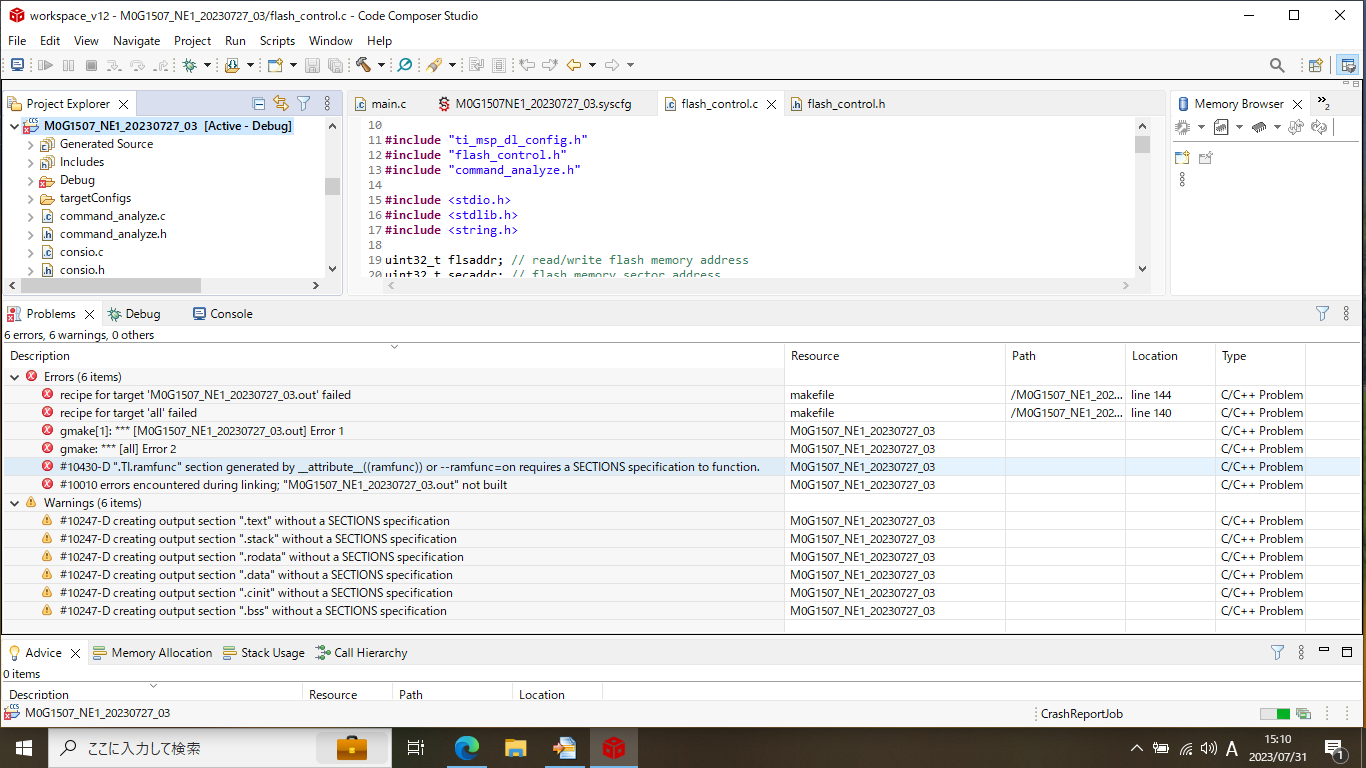 workspace_v12 - M0G1507_NE1_20230727_03/flash_control.c - Code Composer Studio
File Edit View Navigate Project Run Scripts Window Help
Project Explorer
M0G1507_NE1_20230727_03 [Active - Debug]
Generated Source
Includes
Debug
targetConfigs
command_analyze.c
command_analyze.h
consio.c
consio.h
main.c M0G1507NE1_20230727_03.syscfg flash_control.c flash_control.h
10
11 #include "ti_msp_dl_config.h"
12 #include "flash_control.h"
13 #include "command_analyze.h"
14
15 #include <stdio.h>
16 #include <stdlib.h>
17 #include <string.h>
18
19 uint32_t flsaddr; // read/write flash memory address
20 uint32_t secaddr; // flash memory sector address
Memory Browser »2
Problems Debug Console
6 errors, 6 warnings, 0 others
Description Resource Path Location Type
Errors (6 items)
recipe for target 'M0G1507_NE1_20230727_03.out' failed makefile /M0G1507_NE1_202... line 144 C/C++ Problem
recipe for target 'all' failed makefile /M0G1507_NE1_202... line 140 C/C++ Problem
gmake[1]: *** [M0G1507_NE1_20230727_03.out] Error 1 M0G1507_NE1_20230727_03 C/C++ Problem
gmake: *** [all] Error 2 M0G1507_NE1_20230727_03 C/C++ Problem
#10430-D ".TI.ramfunc" section generated by __attribute__((ramfunc)) or --ramfunc=on requires a SECTIONS specification to function. M0G1507_NE1_20230727_03 C/C++ Problem
#10010 errors encountered during linking; "M0G1507_NE1_20230727_03.out" not built M0G1507_NE1_20230727_03 C/C++ Problem
Warnings (6 items)
#10247-D creating output section ".text" without a SECTIONS specification M0G1507_NE1_20230727_03 C/C++ Problem
#10247-D creating output section ".stack" without a SECTIONS specification M0G1507_NE1_20230727_03 C/C++ Problem
#10247-D creating output section ".rodata" without a SECTIONS specification M0G1507_NE1_20230727_03 C/C++ Problem
#10247-D creating output section ".data" without a SECTIONS specification M0G1507_NE1_20230727_03 C/C++ Problem
#10247-D creating output section ".cinit" without a SECTIONS specification M0G1507_NE1_20230727_03 C/C++ Problem
#10247-D creating output section ".bss" without a SECTIONS specification M0G1507_NE1_20230727_03 C/C++ Problem
Advice Memory Allocation Stack Usage Call Hierarchy
0 items
Description Resource Path Location
M0G1507_NE1_20230727_03 CrashReportJob
ここに入力して検索 A 15:10
2023/07/31 1